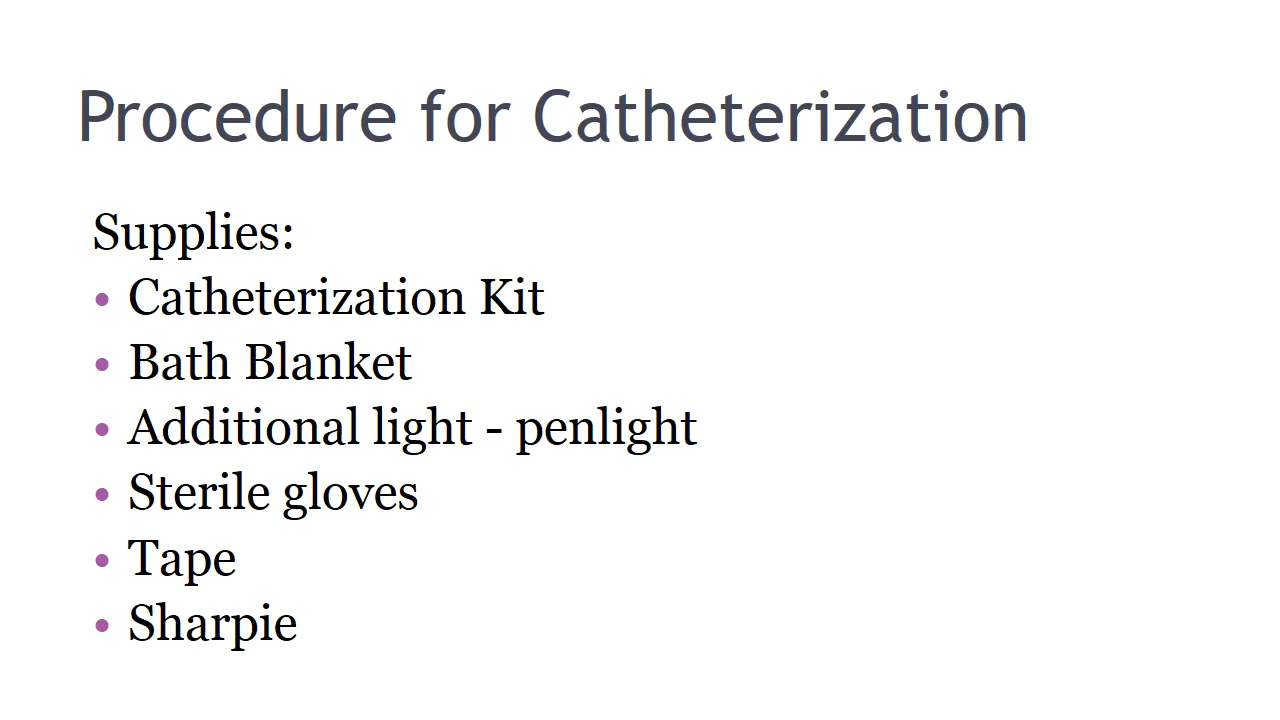 Procedure for Catheterization
Supplies:
• Catheterization Kit
• Bath Blanket
• Additional light - penlight
• Sterile gloves
• Tape
• Sharpie